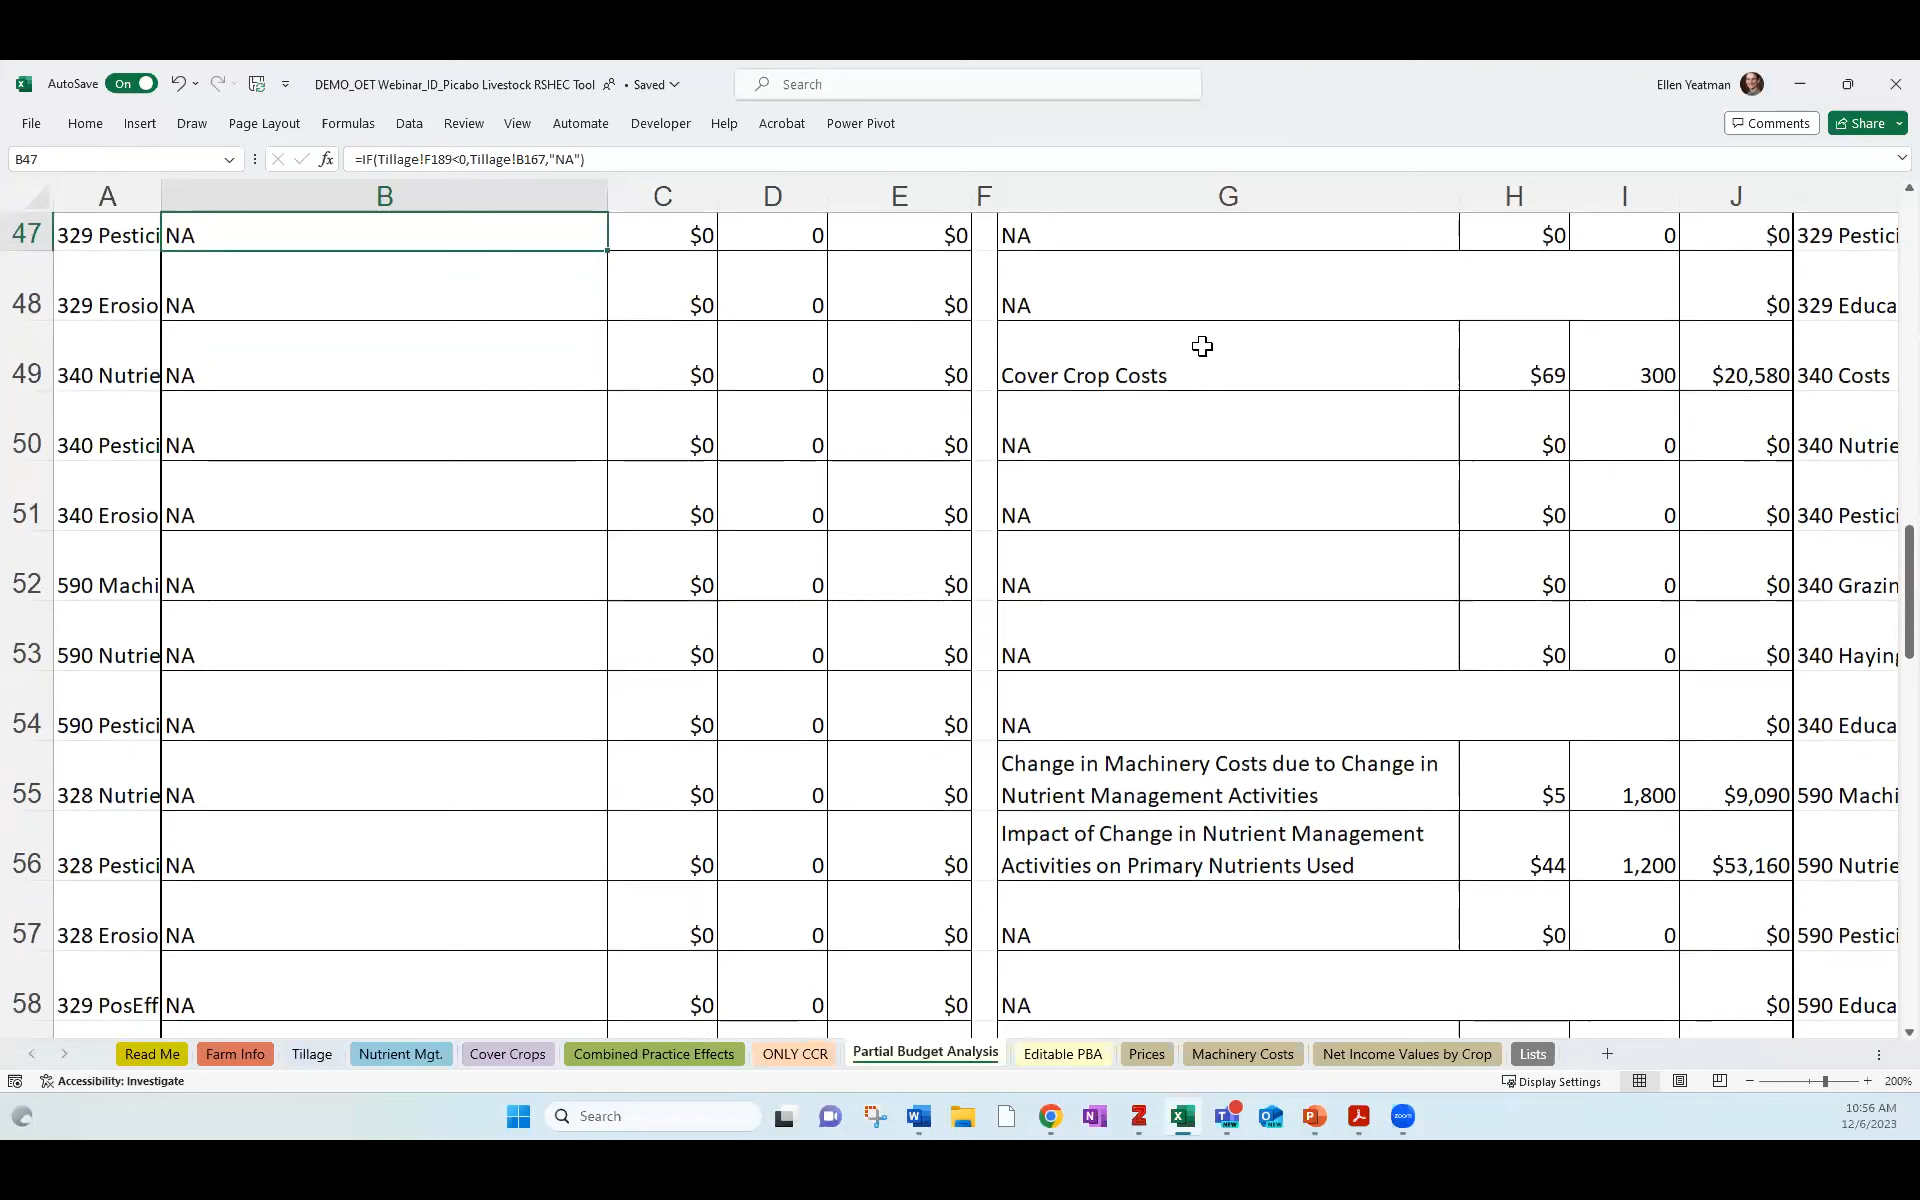 AutoSave On DEMO_OET Webinar_ID_Picabo Livestock RSHEC Tool • Saved Search Ellen Yeatman
File Home Insert Draw Page Layout Formulas Data Review View Automate Developer Help Acrobat Power Pivot Comments Share
B47 fx =IF(Tillage!F189<0,Tillage!B167,"NA")
A B C D E F G H I J
47 329 Pestici NA $0 0 $0 NA $0 0 $0 329 Pestici
48 329 Erosio NA $0 0 $0 NA $0 329 Educa
49 340 Nutrie NA $0 0 $0 Cover Crop Costs $69 300 $20,580 340 Costs
50 340 Pestici NA $0 0 $0 NA $0 0 $0 340 Nutrie
51 340 Erosio NA $0 0 $0 NA $0 0 $0 340 Pestici
52 590 Machi NA $0 0 $0 NA $0 0 $0 340 Grazin
53 590 Nutrie NA $0 0 $0 NA $0 0 $0 340 Haying
54 590 Pestici NA $0 0 $0 NA $0 340 Educa
Change in Machinery Costs due to Change in
55 328 Nutrie NA $0 0 $0 Nutrient Management Activities $5 1,800 $9,090 590 Machi
Impact of Change in Nutrient Management
56 328 Pestici NA $0 0 $0 Activities on Primary Nutrients Used $44 1,200 $53,160 590 Nutrie
57 328 Erosio NA $0 0 $0 NA $0 0 $0 590 Pestici
58 329 PosEff NA $0 0 $0 NA $0 590 Educa
Read Me Farm Info Tillage Nutrient Mgt. Cover Crops Combined Practice Effects ONLY CCR Partial Budget Analysis Editable PBA Prices Machinery Costs Net Income Values by Crop Lists
Accessibility: Investigate Display Settings 200%
Search 10:56 AM
12/6/2023